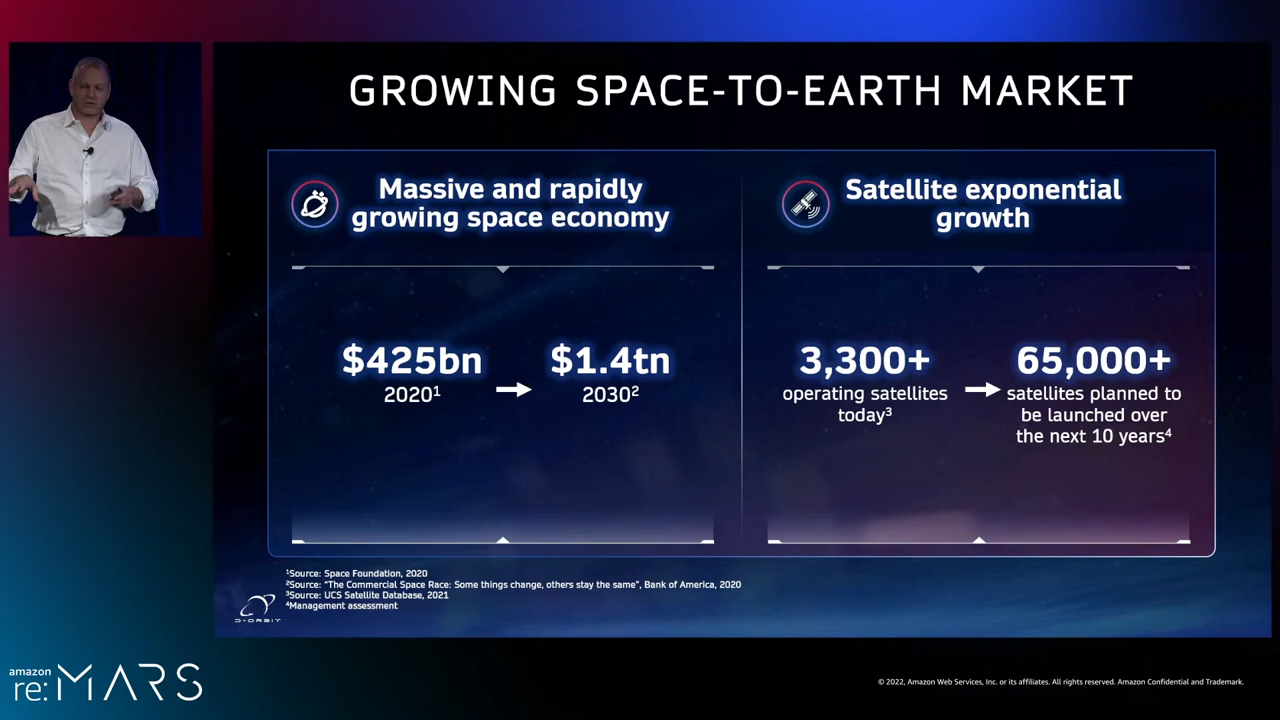 GROWING SPACE-TO-EARTH MARKET
Massive and rapidly
growing space economy
$425bn
2020¹
$1.4tn
2030²
Satellite exponential
growth
3,300+
operating satellites
today³
65,000+
satellites planned to
be launched over
the next 10 years⁴
¹Source: Space Foundation, 2020
²Source: "The Commercial Space Race: Some things change, others stay the same", Bank of America, 2020
³Source: UCS Satellite Database, 2021
⁴Management assessment
D-ORBIT
amazon
re:MARS
© 2022, Amazon Web Services, Inc. or its affiliates. All rights reserved. Amazon Confidential and Trademark.